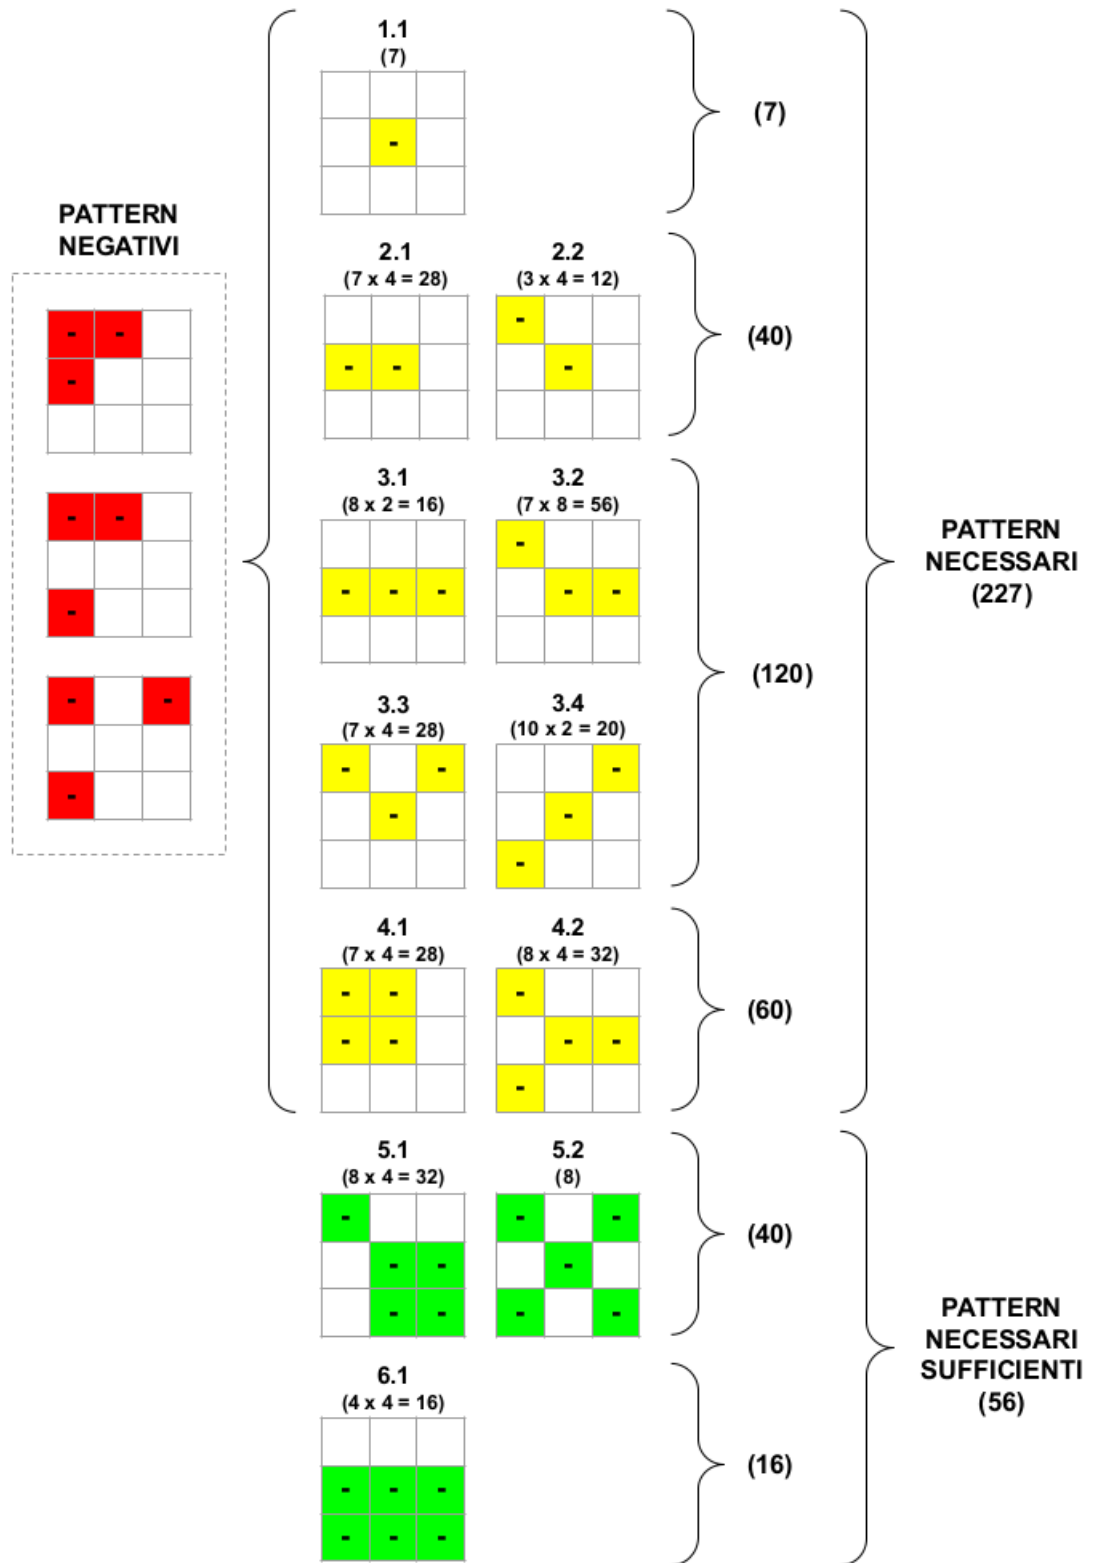 1.1
(7)
-
(7)
PATTERN
NEGATIVI
- -
-
- -
-
- -
-
2.1
(7 x 4 = 28)
- -
2.2
(3 x 4 = 12)
-
-
(40)
3.1
(8 x 2 = 16)
- - -
3.2
(7 x 8 = 56)
-
- -
3.3
(7 x 4 = 28)
- -
-
3.4
(10 x 2 = 20)
-
-
-
(120)
4.1
(7 x 4 = 28)
- -
- -
4.2
(8 x 4 = 32)
-
- -
-
(60)
PATTERN
NECESSARI
(227)
5.1
(8 x 4 = 32)
-
- -
- -
5.2
(8)
- -
-
- -
(40)
6.1
(4 x 4 = 16)
- - -
- - -
(16)
PATTERN
NECESSARI
SUFFICIENTI
(56)